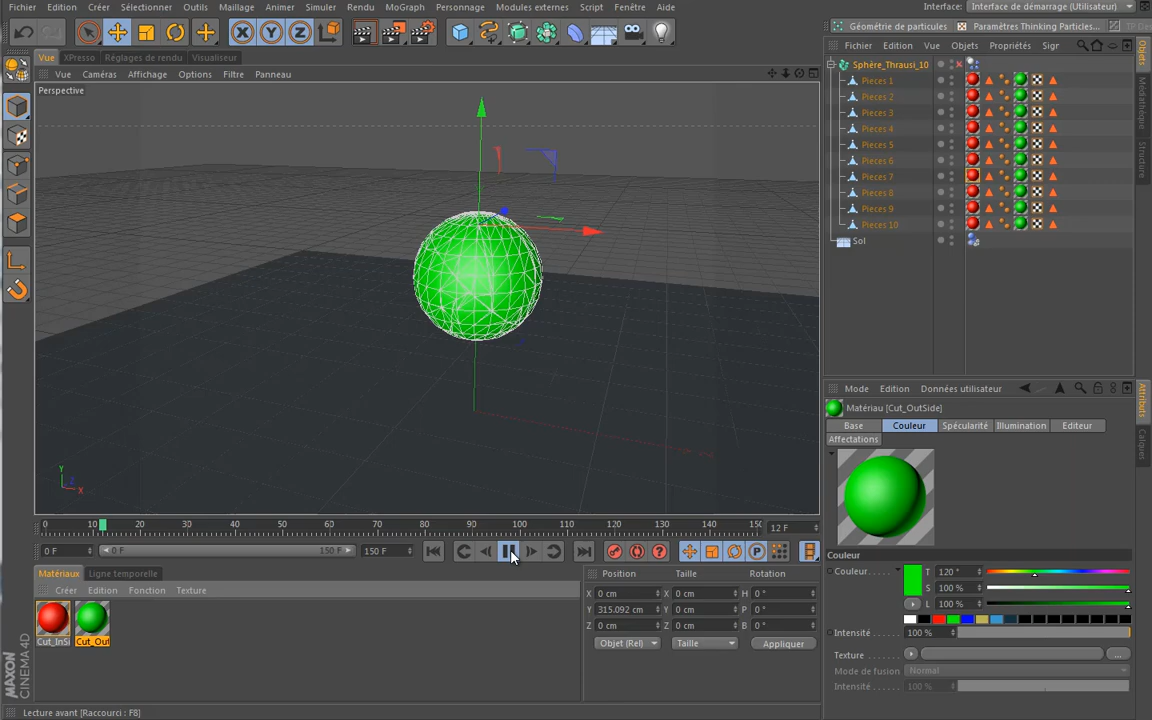 Fichier Edition Créer Sélectionner Outils Maillage Animer Simuler Rendu MoGraph Personnage Modules externes Script Fenêtre Aide Interface: Interface de démarrage (Utilisateur)
Géométrie de particules Paramètres Thinking Particles...
Fichier Edition Vue Objets Propriétés Sigr
Vue XPresso Réglages de rendu Visualiseur
Vue Caméras Affichage Options Filtre Panneau
Perspective
Sphère_Thrausi_10
Pieces 1
Pieces 2
Pieces 3
Pieces 4
Pieces 5
Pieces 6
Pieces 7
Pieces 8
Pieces 9
Pieces 10
Sol
Objets
Médiathèque
Structure
Y
Z
X
0 10 20 30 40 50 60 70 80 90 100 110 120 130 140 150 12 F
0 F 0 F 150 F 150 F
Matériaux Ligne temporelle
Créer Edition Fonction Texture
Cut_InSi Cut_Out
Position Taille Rotation
X 0 cm X 0 cm H 0 °
Y 315.092 cm Y 0 cm P 0 °
Z 0 cm Z 0 cm B 0 °
Objet (Rel) Taille Appliquer
Mode Edition Données utilisateur
Matériau [Cut_OutSide]
Base Couleur Spécularité Illumination Editeur
Affectations
Couleur
Couleur T 120 °
S 100 %
L 100 %
Intensité 100 %
Texture
Mode de fusion Normal
Intensité 100 %
Attributs
Calques
MAXON CINEMA 4D
Lecture avant [Raccourci : F8]